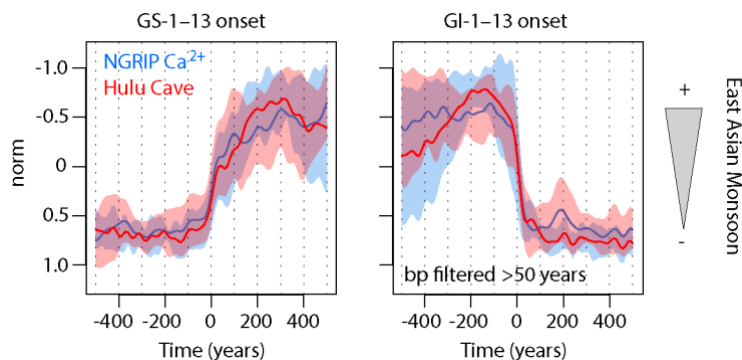 GS-1–13 onset
GI-1–13 onset
NGRIP Ca²⁺
Hulu Cave
-1.0
-0.5
0
0.5
1.0
norm
-400 -200 0 200 400
Time (years)
bp filtered >50 years
-400 -200 0 200 400
Time (years)
+
-
East Asian Monsoon